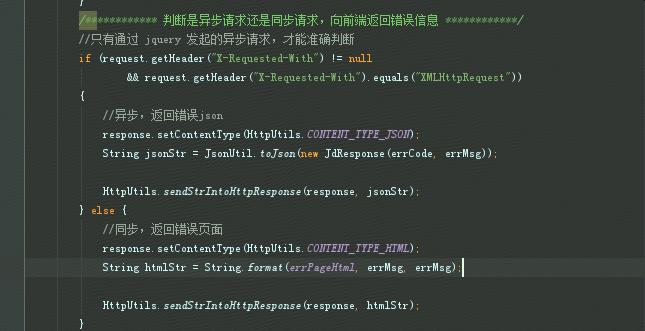 }
/*********** 判断是异步请求还是同步请求，向前端返回错误信息 ************/
//只有通过 jquery 发起的异步请求，才能准确判断
if (request.getHeader("X-Requested-With") != null
&& request.getHeader("X-Requested-With").equals("XMLHttpRequest"))
{
//异步，返回错误json
response.setContentType(HttpUtils.CONTENT_TYPE_JSON);
String jsonStr = JsonUtil.toJson(new JdResponse(errCode, errMsg));
HttpUtils.sendStrIntoHttpResponse(response, jsonStr);
} else {
//同步，返回错误页面
response.setContentType(HttpUtils.CONTENT_TYPE_HTML);
String htmlStr = String.format(errPageHtml, errMsg, errMsg);
HttpUtils.sendStrIntoHttpResponse(response, htmlStr);
}